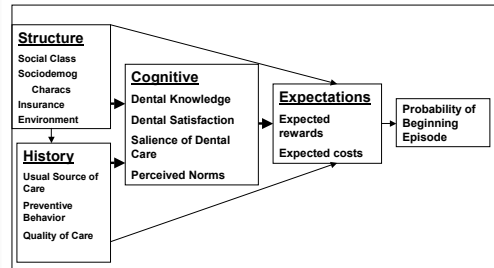 Structure
Social Class
Sociodemog
Characs
Insurance
Environment
History
Usual Source of
Care
Preventive
Behavior
Quality of Care
Cognitive
Dental Knowledge
Dental Satisfaction
Salience of Dental
Care
Perceived Norms
Expectations
Expected
rewards
Expected costs
Probability of
Beginning
Episode